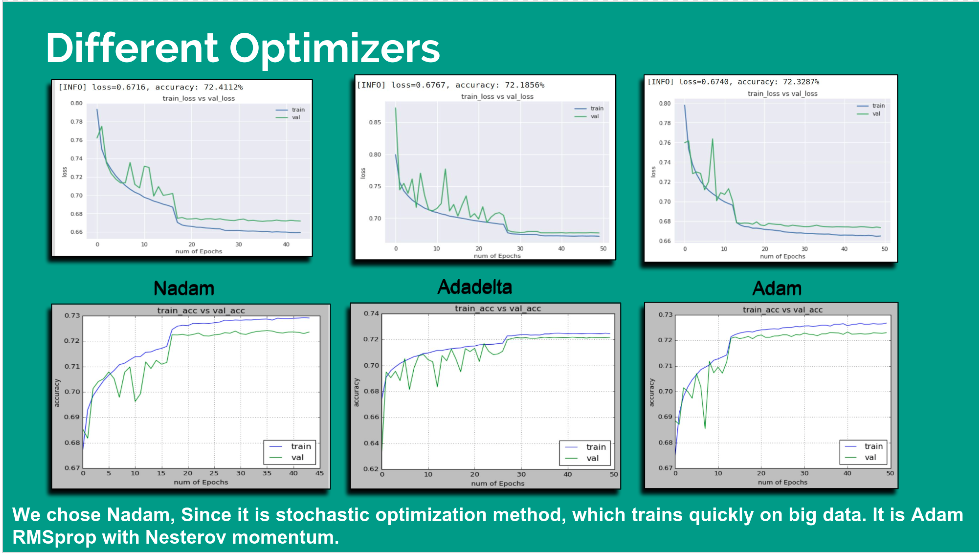 Different Optimizers
[INFO] loss=0.6716, accuracy: 72.4112%
train_loss vs val_loss
0.80
0.78
0.76
0.74
0.72
0.70
0.68
0.66
loss
train
val
0 10 20 30 40
num of Epochs
[INFO] loss=0.6767, accuracy: 72.1856%
train_loss vs val_loss
0.85
0.80
0.75
0.70
loss
train
val
0 10 20 30 40 50
num of Epochs
[INFO] loss=0.6740, accuracy: 72.3287%
train_loss vs val_loss
0.80
0.78
0.76
0.74
0.72
0.70
0.68
0.66
loss
train
val
0 10 20 30 40 50
num of Epochs
Nadam
Adadelta
Adam
train_acc vs val_acc
0.73
0.72
0.71
0.70
0.69
0.68
0.67
accuracy
train
val
0 5 10 15 20 25 30 35 40 45
num of Epochs
train_acc vs val_acc
0.74
0.72
0.70
0.68
0.66
0.64
0.62
accuracy
train
val
0 10 20 30 40 50
num of Epochs
train_acc vs val_acc
0.73
0.72
0.71
0.70
0.69
0.68
0.67
accuracy
train
val
0 10 20 30 40 50
num of Epochs
We chose Nadam, Since it is stochastic optimization method, which trains quickly on big data. It is Adam
RMSprop with Nesterov momentum.